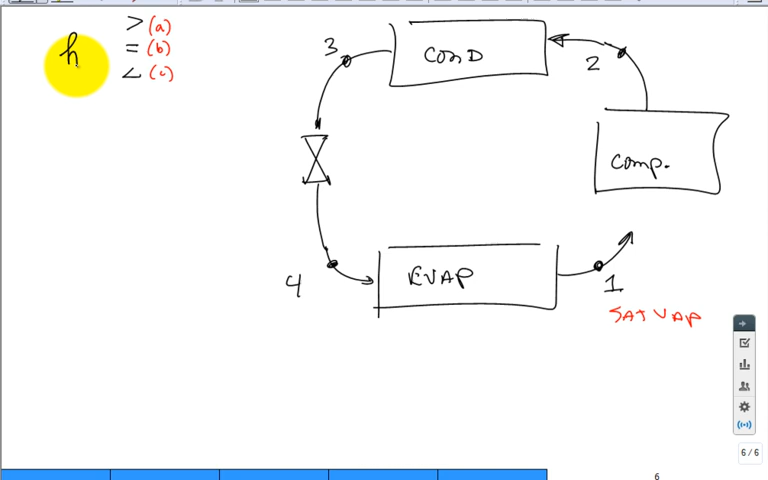 h
> (a)
= (b)
< (c)
3
COND
2
Comp.
4
EVAP
1
SAT VAP
6 / 6
6